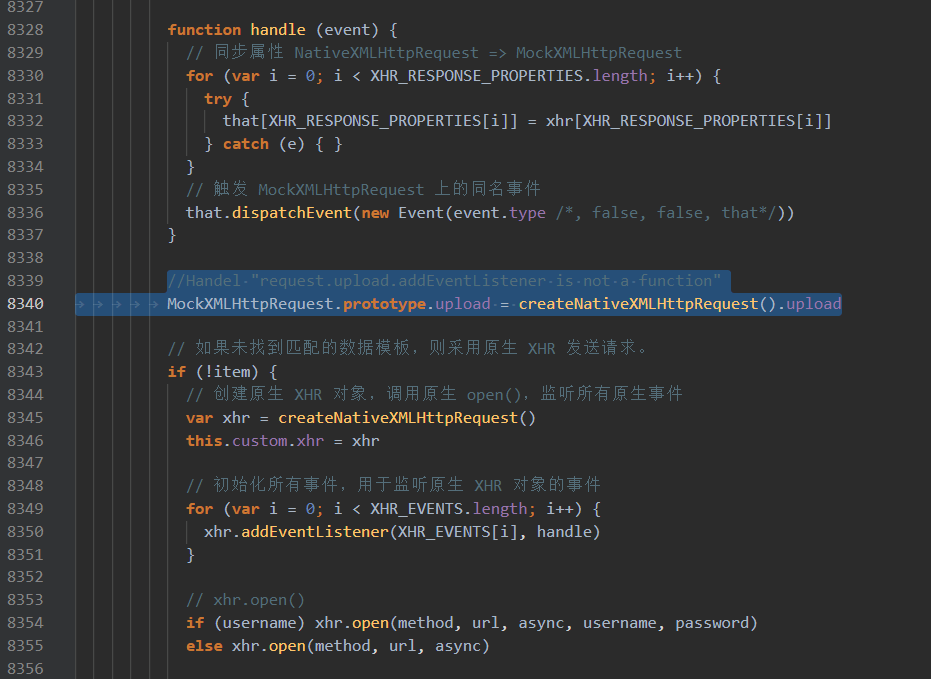 8327
8328 function handle (event) {
8329 // 同步属性 NativeXMLHttpRequest => MockXMLHttpRequest
8330 for (var i = 0; i < XHR_RESPONSE_PROPERTIES.length; i++) {
8331 try {
8332 that[XHR_RESPONSE_PROPERTIES[i]] = xhr[XHR_RESPONSE_PROPERTIES[i]]
8333 } catch (e) { }
8334 }
8335 // 触发 MockXMLHttpRequest 上的同名事件
8336 that.dispatchEvent(new Event(event.type /*, false, false, that*/))
8337 }
8338
8339 //Handel "request.upload.addEventListener is not a function"
8340 MockXMLHttpRequest.prototype.upload = createNativeXMLHttpRequest().upload
8341
8342 // 如果未找到匹配的数据模板，则采用原生 XHR 发送请求。
8343 if (!item) {
8344 // 创建原生 XHR 对象，调用原生 open()，监听所有原生事件
8345 var xhr = createNativeXMLHttpRequest()
8346 this.custom.xhr = xhr
8347
8348 // 初始化所有事件，用于监听原生 XHR 对象的事件
8349 for (var i = 0; i < XHR_EVENTS.length; i++) {
8350 xhr.addEventListener(XHR_EVENTS[i], handle)
8351 }
8352
8353 // xhr.open()
8354 if (username) xhr.open(method, url, async, username, password)
8355 else xhr.open(method, url, async)
8356